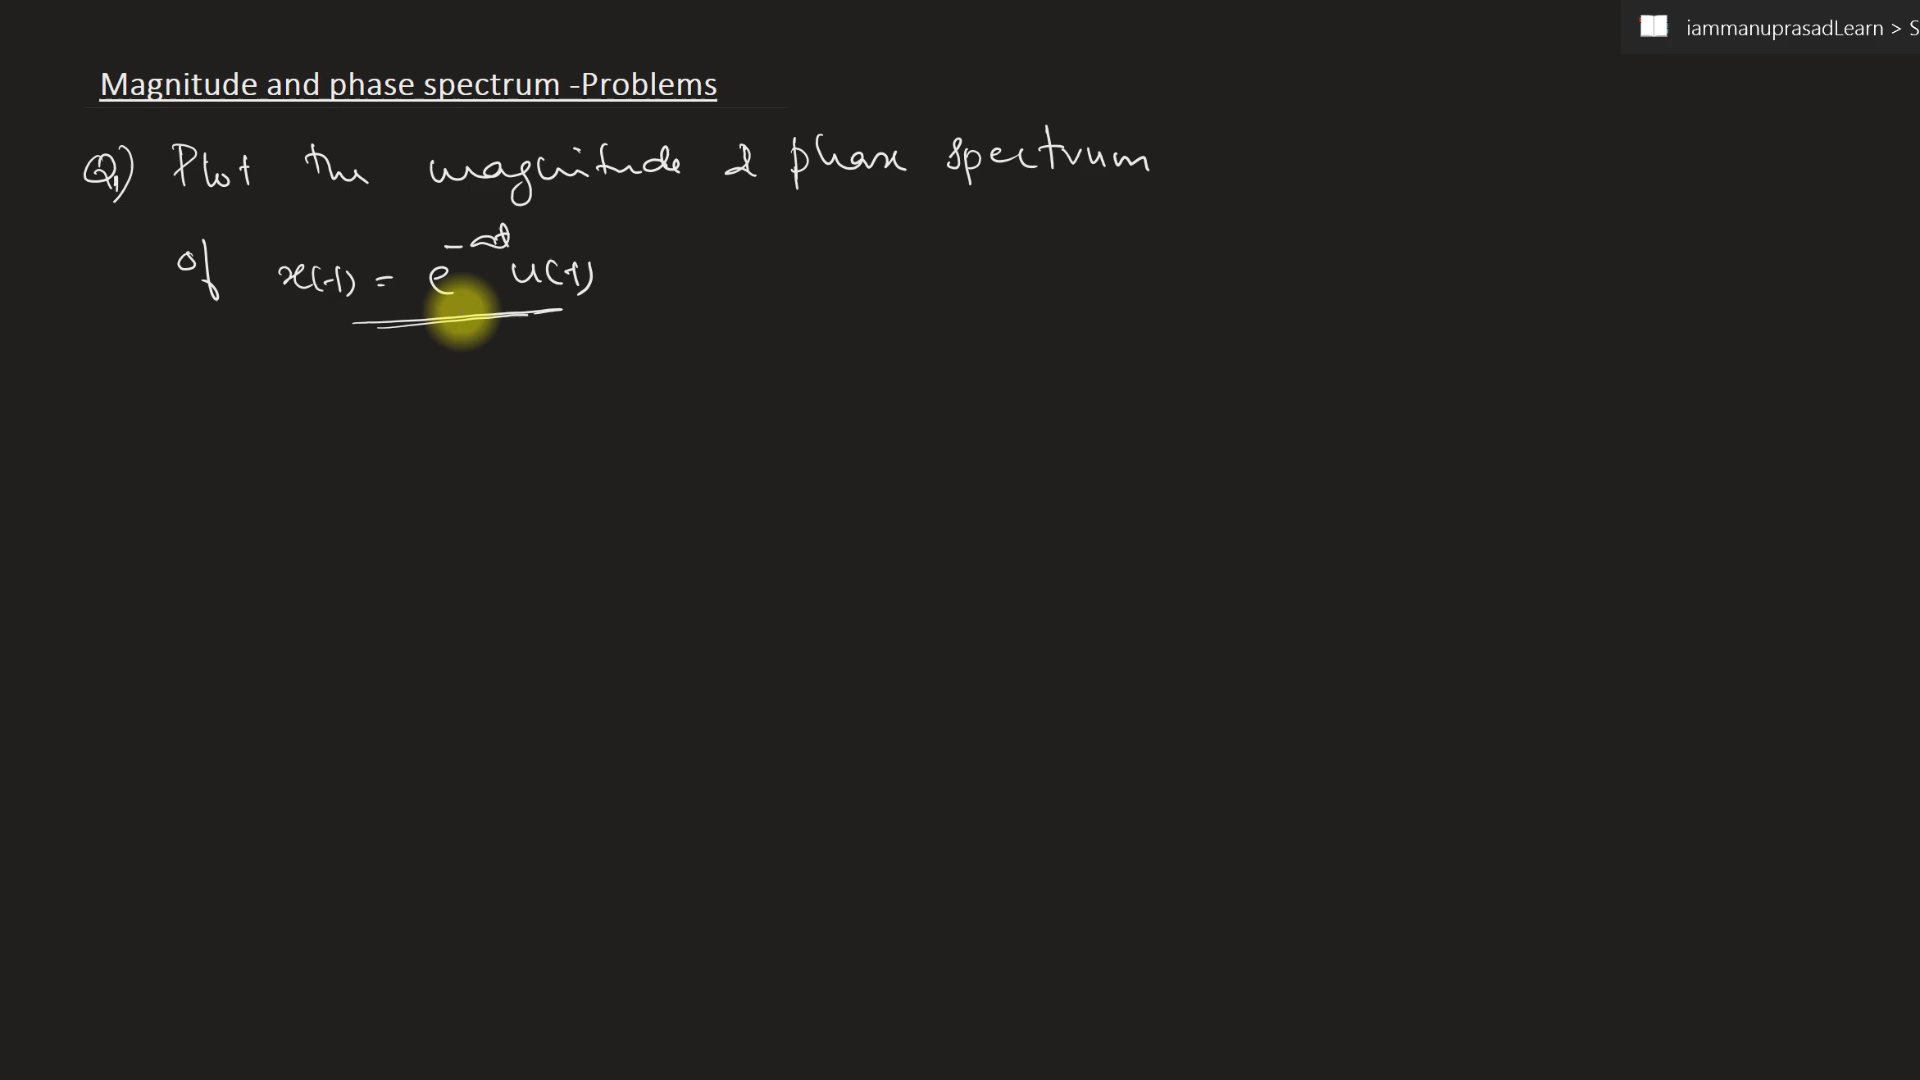 iammanuprasadLearn > S
Magnitude and phase spectrum -Problems
Q1) Plot the magnitude & phase spectrum
of x(t) = e^-at u(t)